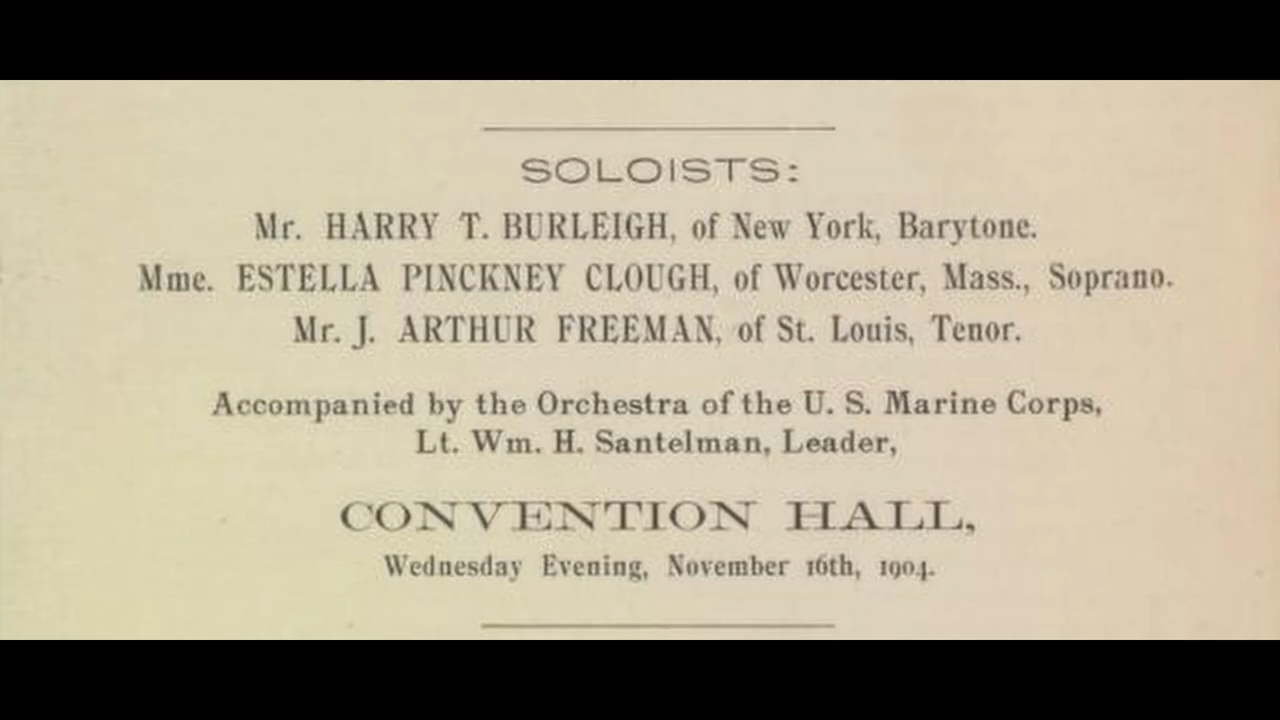 SOLOISTS:
Mr. HARRY T. BURLEIGH, of New York, Barytone.
Mme. ESTELLA PINCKNEY CLOUGH, of Worcester, Mass., Soprano.
Mr. J. ARTHUR FREEMAN, of St. Louis, Tenor.
Accompanied by the Orchestra of the U. S. Marine Corps,
Lt. Wm. H. Santelman, Leader,
CONVENTION HALL,
Wednesday Evening, November 16th, 1904.